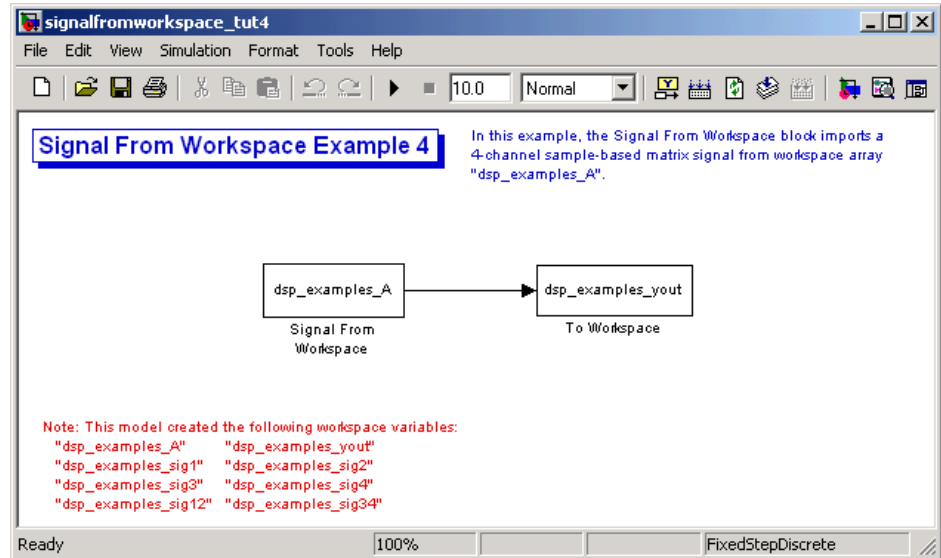 signalfromworkspace_tut4
File Edit View Simulation Format Tools Help
10.0 Normal
Signal From Workspace Example 4
In this example, the Signal From Workspace block imports a
4-channel sample-based matrix signal from workspace array
"dsp_examples_A".
dsp_examples_A
dsp_examples_yout
Signal From
Workspace
To Workspace
Note: This model created the following workspace variables:
"dsp_examples_A" "dsp_examples_yout"
"dsp_examples_sig1" "dsp_examples_sig2"
"dsp_examples_sig3" "dsp_examples_sig4"
"dsp_examples_sig12" "dsp_examples_sig34"
Ready 100% FixedStepDiscrete